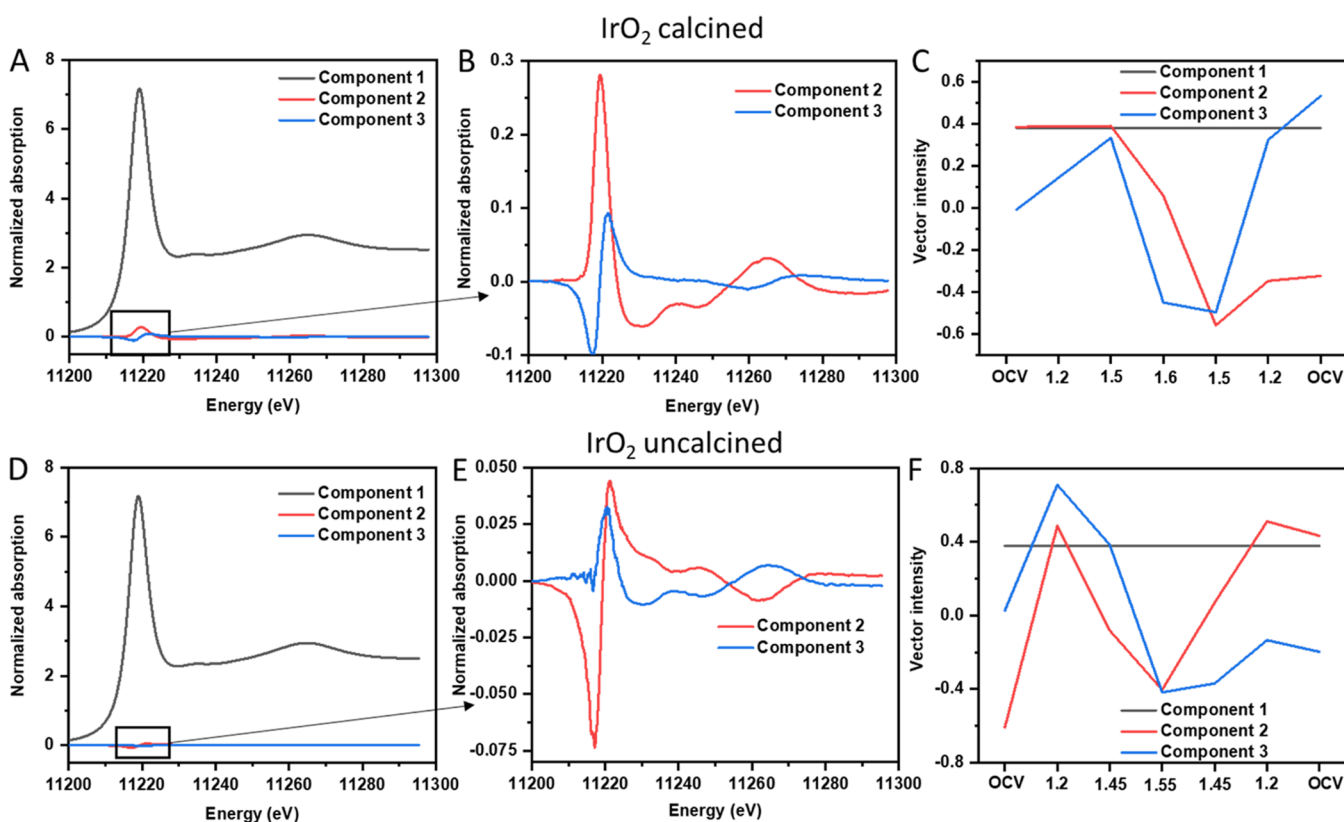 IrO2 calcined
A
Normalized absorption
8
6
4
2
0
Component 1
Component 2
Component 3
11200 11220 11240 11260 11280 11300
Energy (eV)
B
Normalized absorption
0.3
0.2
0.1
0.0
-0.1
Component 2
Component 3
11200 11220 11240 11260 11280 11300
Energy (eV)
C
Vector intensity
0.6
0.4
0.2
0.0
-0.2
-0.4
-0.6
Component 1
Component 2
Component 3
OCV 1.2 1.5 1.6 1.5 1.2 OCV
IrO2 uncalcined
D
Normalized absorption
8
6
4
2
0
Component 1
Component 2
Component 3
11200 11220 11240 11260 11280 11300
Energy (eV)
E
Normalized absorption
0.050
0.025
0.000
-0.025
-0.050
-0.075
Component 2
Component 3
11200 11220 11240 11260 11280 11300
Energy (eV)
F
Vector intensity
0.8
0.4
0.0
-0.4
-0.8
Component 1
Component 2
Component 3
OCV 1.2 1.45 1.55 1.45 1.2 OCV